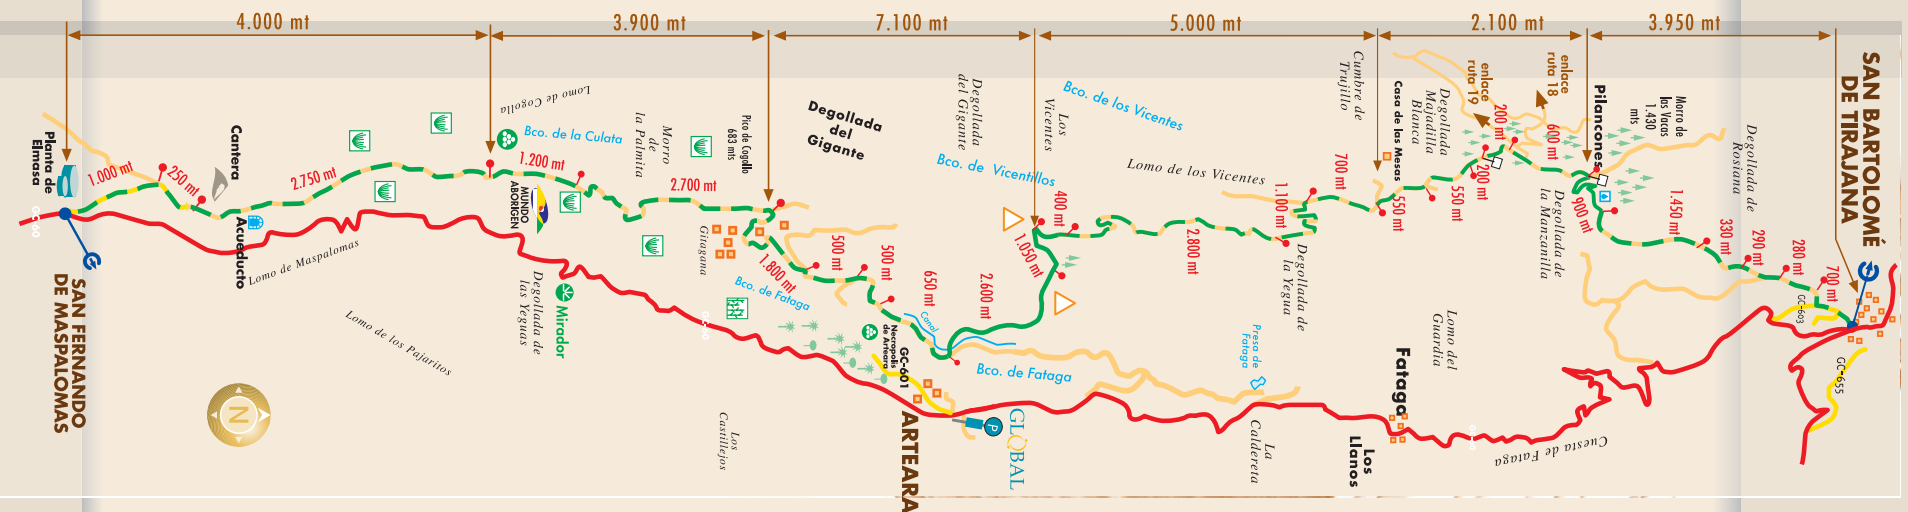 4.000 mt
3.900 mt
7.100 mt
5.000 mt
2.100 mt
3.950 mt
SAN BARTOLOMÉ
DE TIRAJANA
enlace
ruta 18
enlace
ruta 19
Cumbre de
Trujillo
Casa de las Mesas
Degollada
Majadilla
Blanca
Pilancones
Morro de
las Vacas
1.430
mts
Degollada de
Rosiana
Bco. de los Vicentes
Degollada
del Gigante
Los
Vicentes
Degollada
del
Gigante
Lomo de Cogolla
Bco. de la Culata
Morro
de
la Palmita
Pico de Cogollo
683 mts
Bco. de Vicentillos
Lomo de los Vicentes
Planta de
Elmasa
Cantera
1.000 mt
250 mt
2.750 mt
1.200 mt
2.700 mt
MUNDO
ABORIGEN
400 mt
1.050 mt
1.100 mt
700 mt
550 mt
550 mt
200 mt
200 mt
600 mt
900 mt
1.450 mt
330 mt
290 mt
280 mt
700 mt
GC-60
Acueducto
Lomo de Maspalomas
Gitagana
1.800 mt
500 mt
500 mt
650 mt
2.600 mt
2.800 mt
Degollada de
la Yegua
Degollada de
la Manzanilla
GC-603
Bco. de Fataga
Degollada de
las Yeguas
Mirador
Canal
Necropolis
de Arteara
GC-601
Bco. de Fataga
Presa de
Fataga
Lomo del
Guardia
Fataga
GC-655
SAN FERNANDO
DE MASPALOMAS
Lomo de los Pajaritos
GC-60
N
Los
Castillejos
ARTEARA
P
GLOBAL
La
Caldereta
Los
Llanos
GC-60
Cuesta de Fataga